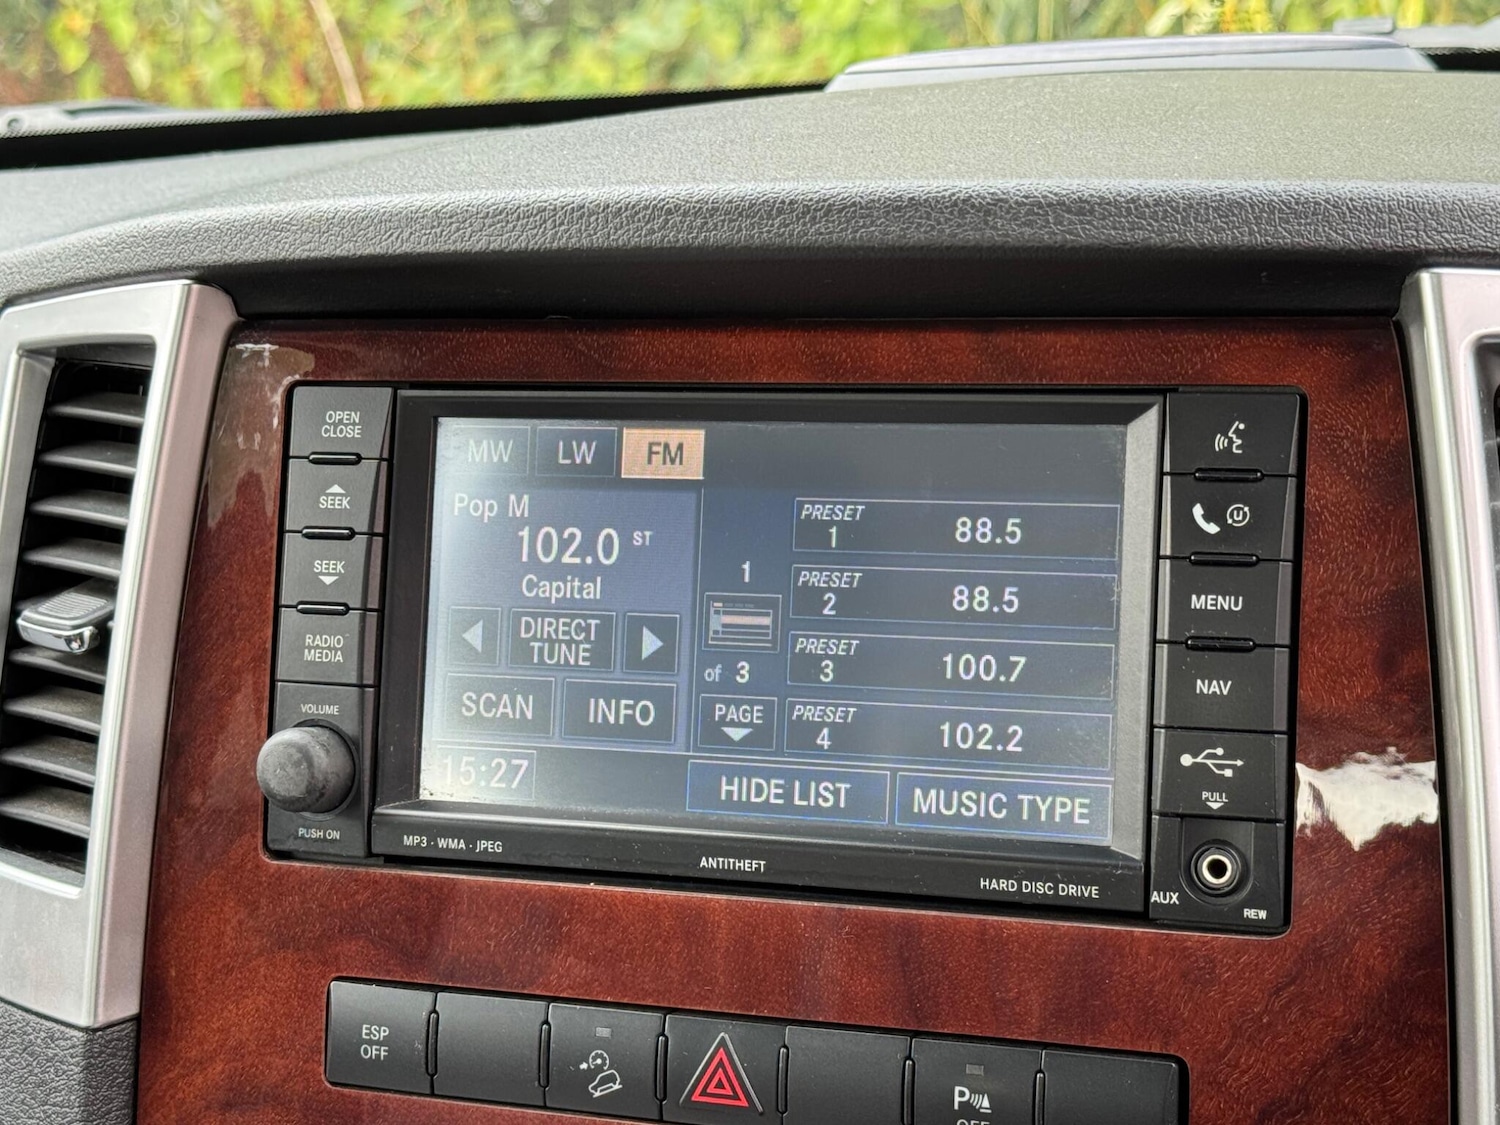 OPEN
CLOSE
SEEK
SEEK
RADIO
MEDIA
VOLUME
PUSH ON
MW LW FM
Pop M
102.0 ST
Capital
DIRECT
TUNE
SCAN INFO
15:27
1
of 3
PAGE
PRESET
1 88.5
PRESET
2 88.5
PRESET
3 100.7
PRESET
4 102.2
HIDE LIST MUSIC TYPE
MP3 · WMA · JPEG
ANTITHEFT
HARD DISC DRIVE
MENU
NAV
PULL
AUX
REW
ESP
OFF
P
OFF